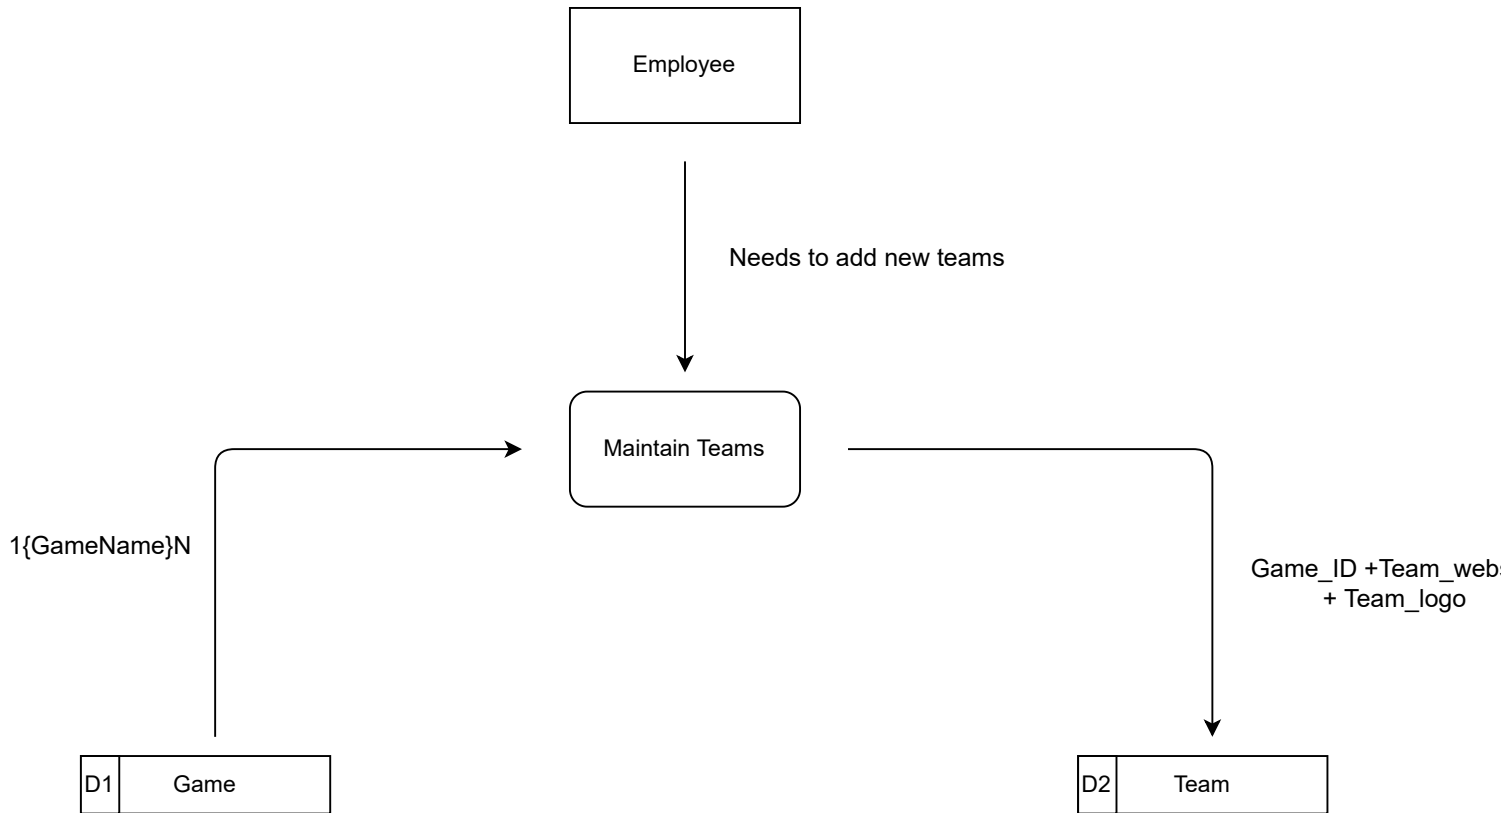 Employee
Needs to add new teams
Maintain Teams
1{GameName}N
Game_ID +Team_webs
+ Team_logo
D1 Game
D2 Team